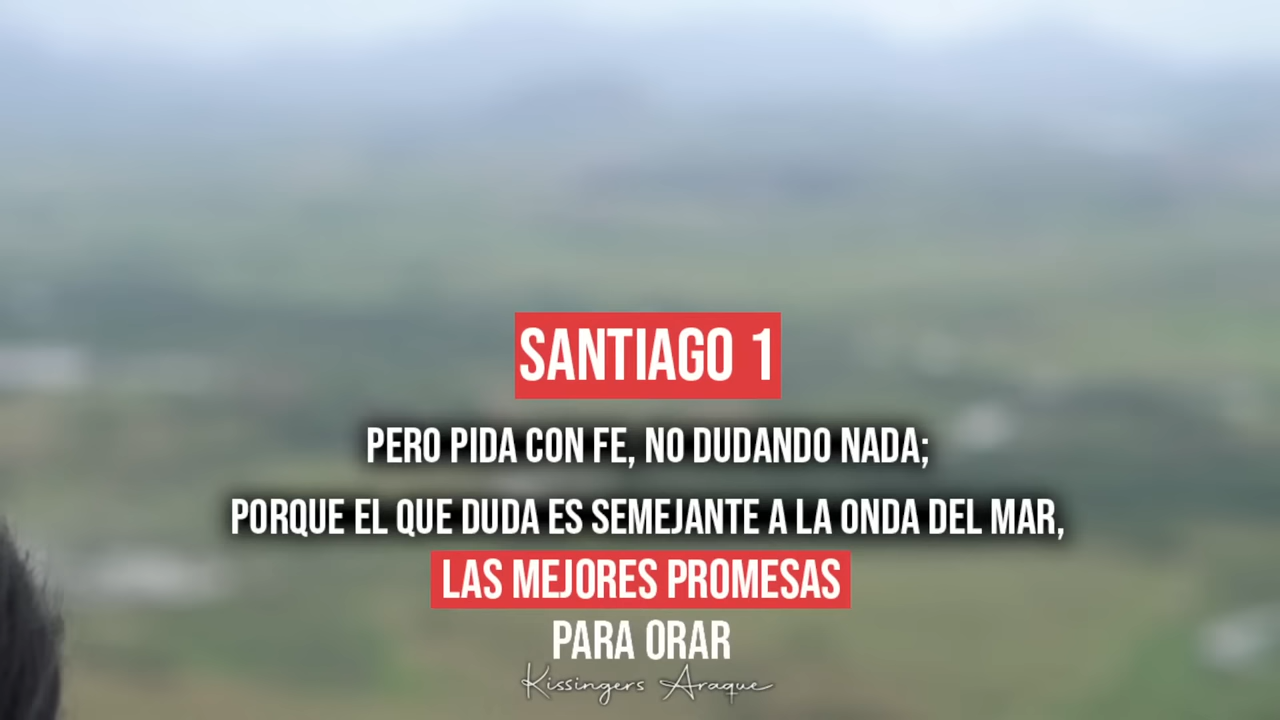 SANTIAGO 1
PERO PIDA CON FE, NO DUDANDO NADA;
PORQUE EL QUE DUDA ES SEMEJANTE A LA ONDA DEL MAR,
LAS MEJORES PROMESAS
PARA ORAR
Kissingers Araque